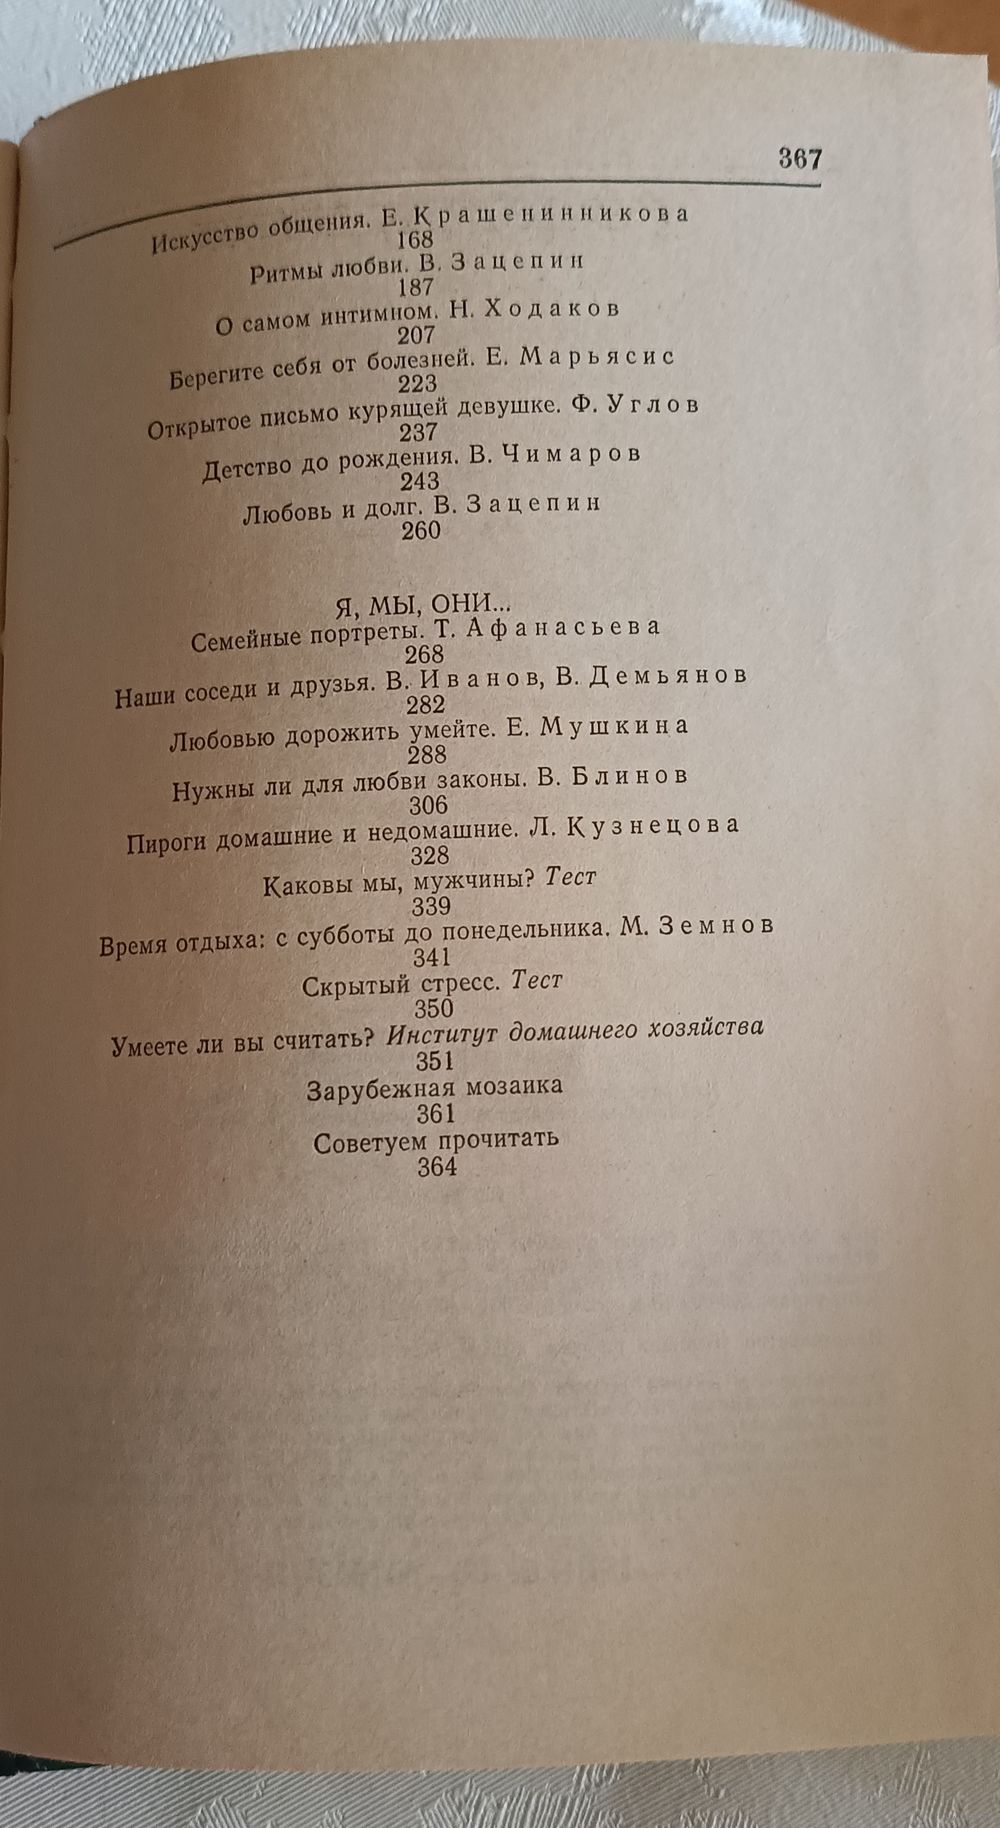 367
Искусство общения. Е. Крашенинникова
168
Ритмы любви. В. Зацепин
187
О самом интимном. Н. Ходаков
207
Берегите себя от болезней. Е. Марьясис
223
Открытое письмо курящей девушке. Ф. Углов
237
Детство до рождения. В. Чимаров
243
Любовь и долг. В. Зацепин
260
Я, МЫ, ОНИ...
Семейные портреты. Т. Афанасьева
268
Наши соседи и друзья. В. Иванов, В. Демьянов
282
Любовью дорожить умейте. Е. Мушкина
288
Нужны ли для любви законы. В. Блинов
306
Пироги домашние и недомашние. Л. Кузнецова
328
Каковы мы, мужчины? Тест
339
Время отдыха: с субботы до понедельника. М. Земнов
341
Скрытый стресс. Тест
350
Умеете ли вы считать? Институт домашнего хозяйства
351
Зарубежная мозаика
361
Советуем прочитать
364